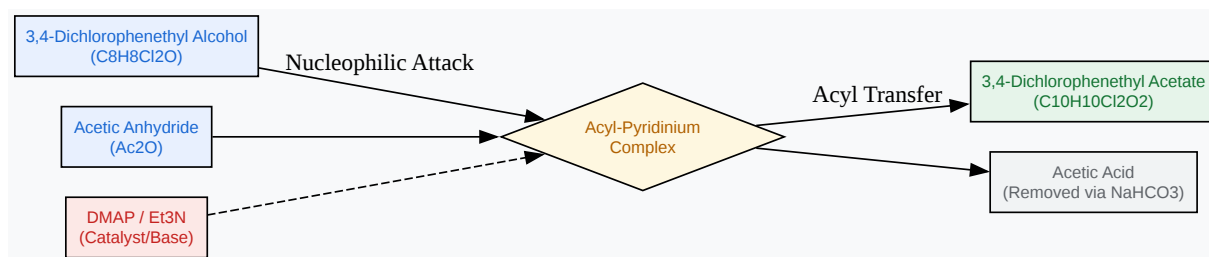 3,4-Dichlorophenethyl Alcohol
(C8H8Cl2O)
Nucleophilic Attack
Acetic Anhydride
(Ac2O)
DMAP / Et3N
(Catalyst/Base)
Acyl-Pyridinium
Complex
Acyl Transfer
3,4-Dichlorophenethyl Acetate
(C10H10Cl2O2)
Acetic Acid
(Removed via NaHCO3)